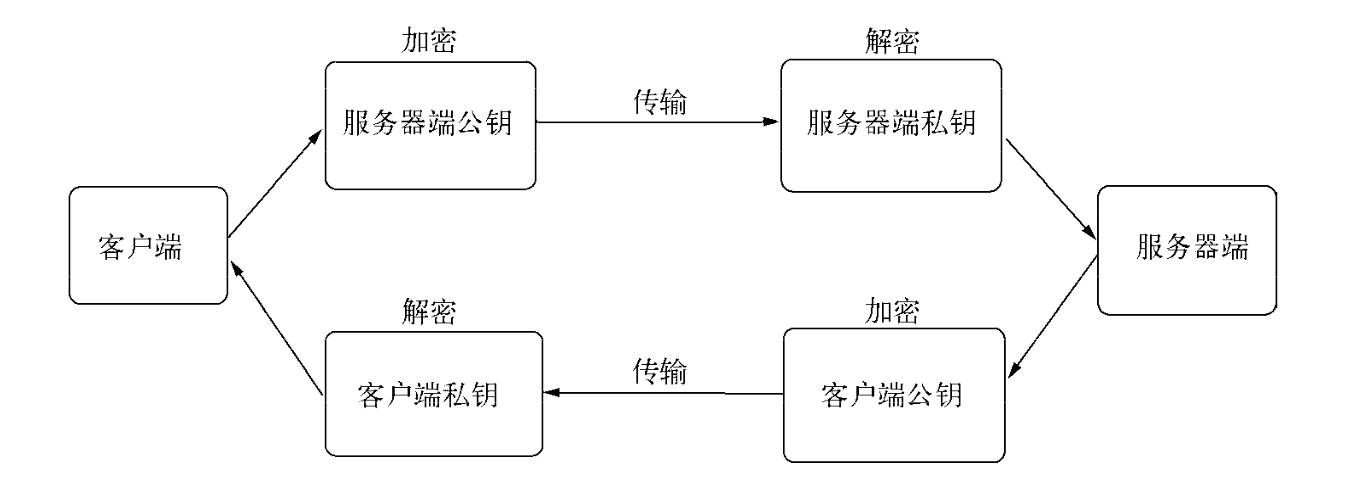 加密
解密
服务器端公钥
传输
服务器端私钥
客户端
服务器端
解密
加密
客户端私钥
传输
客户端公钥